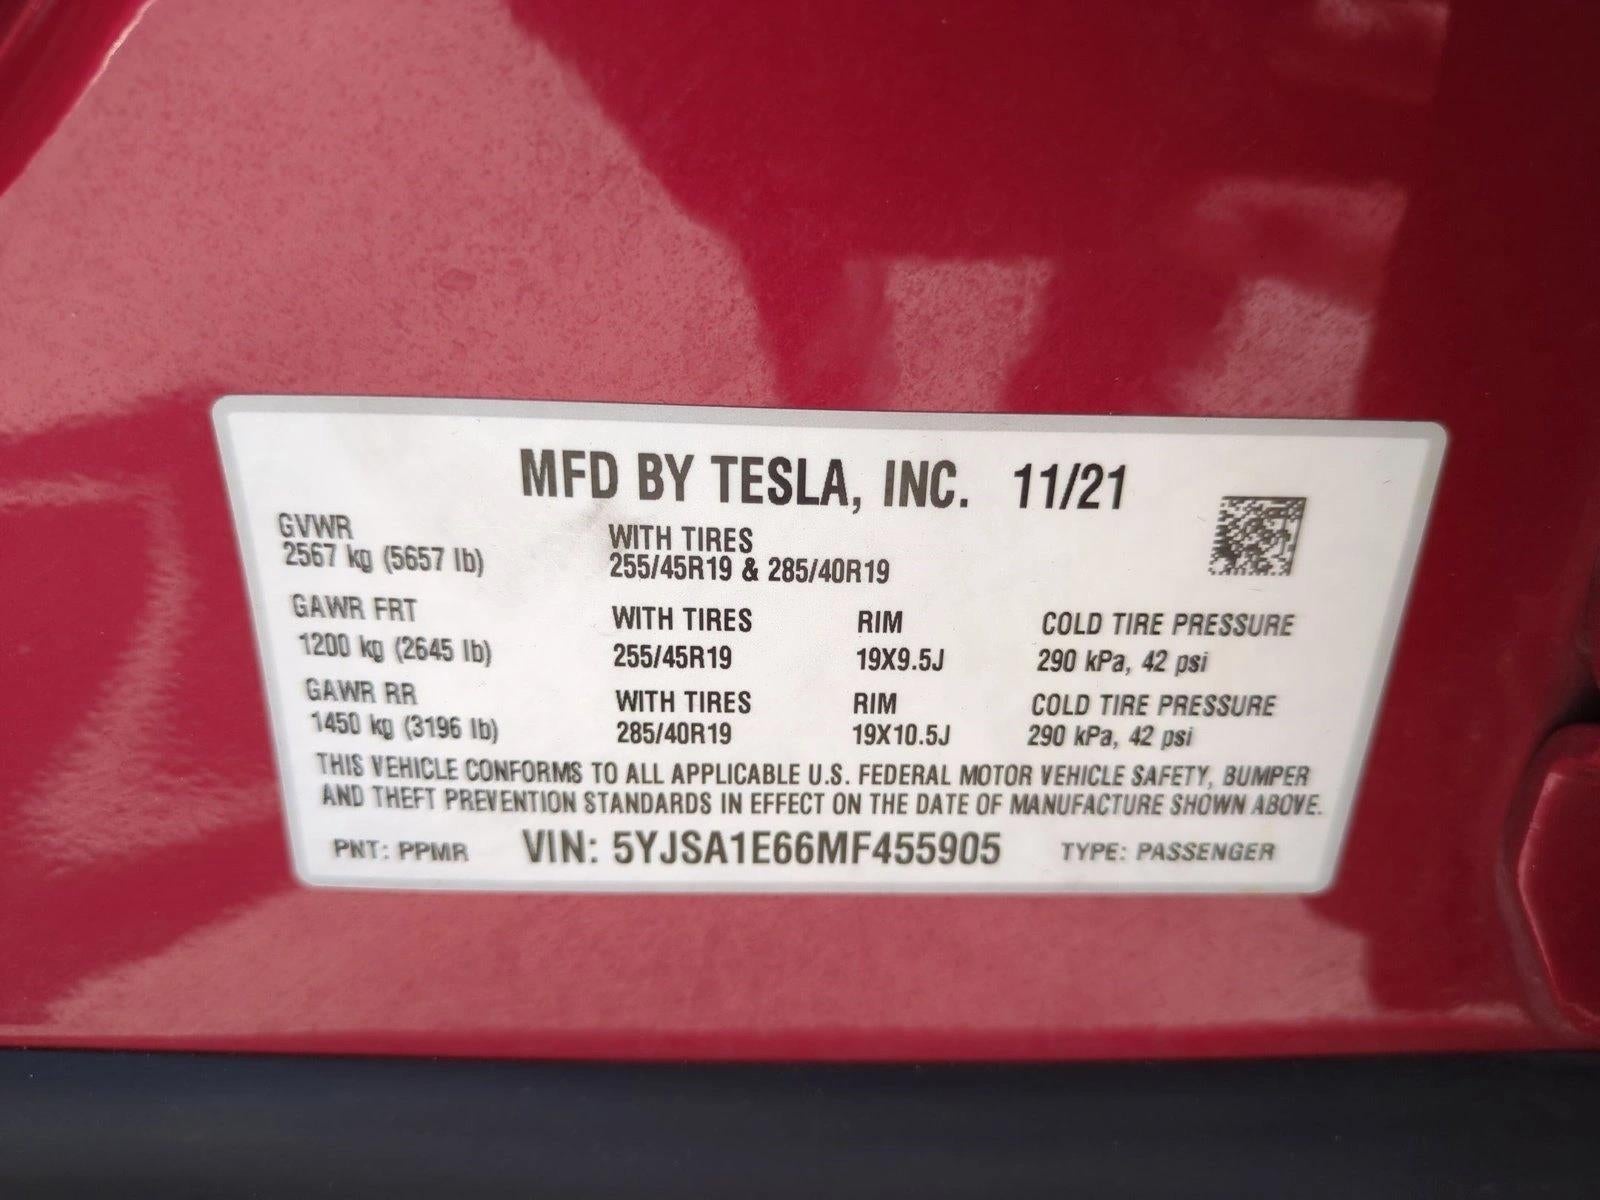 MFD BY TESLA, INC. 11/21
GVWR WITH TIRES
2567 kg (5657 lb) 255/45R19 & 285/40R19
GAWR FRT WITH TIRES RIM COLD TIRE PRESSURE
1200 kg (2645 lb) 255/45R19 19X9.5J 290 kPa, 42 psi
GAWR RR WITH TIRES RIM COLD TIRE PRESSURE
1450 kg (3196 lb) 285/40R19 19X10.5J 290 kPa, 42 psi
THIS VEHICLE CONFORMS TO ALL APPLICABLE U.S. FEDERAL MOTOR VEHICLE SAFETY, BUMPER
AND THEFT PREVENTION STANDARDS IN EFFECT ON THE DATE OF MANUFACTURE SHOWN ABOVE.
PNT: PPMR VIN: 5YJSA1E66MF455905 TYPE: PASSENGER